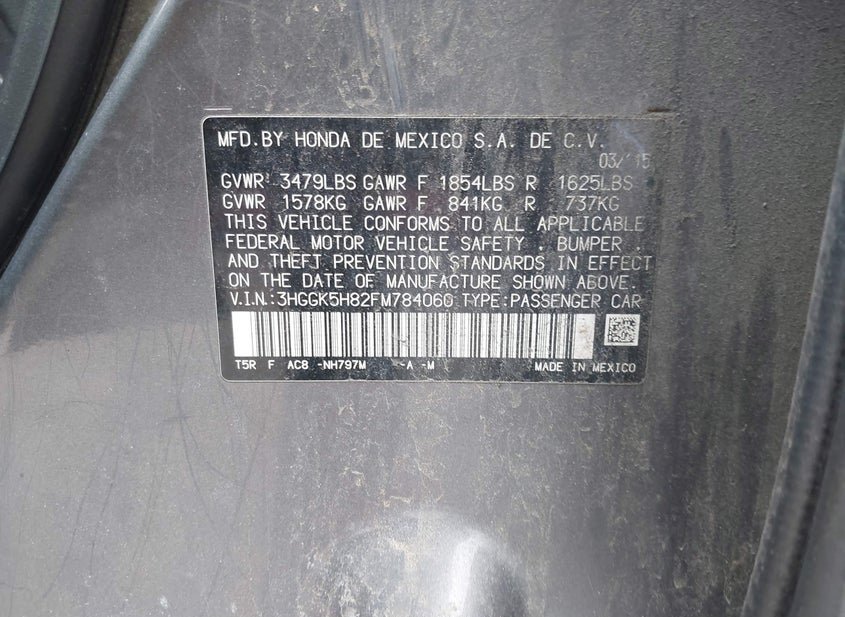 MFD.BY HONDA DE MEXICO S.A. DE C.V.
03/'15
GVWR 3479LBS GAWR F 1854LBS R 1625LBS
GVWR 1578KG GAWR F 841KG R 737KG
THIS VEHICLE CONFORMS TO ALL APPLICABLE
FEDERAL MOTOR VEHICLE SAFETY , BUMPER ,
AND THEFT PREVENTION STANDARDS IN EFFECT
ON THE DATE OF MANUFACTURE SHOWN ABOVE.
V.I.N.:3HGGK5H82FM784060 TYPE:PASSENGER CAR
T5R F AC8 -NH797M --A -M MADE IN MEXICO